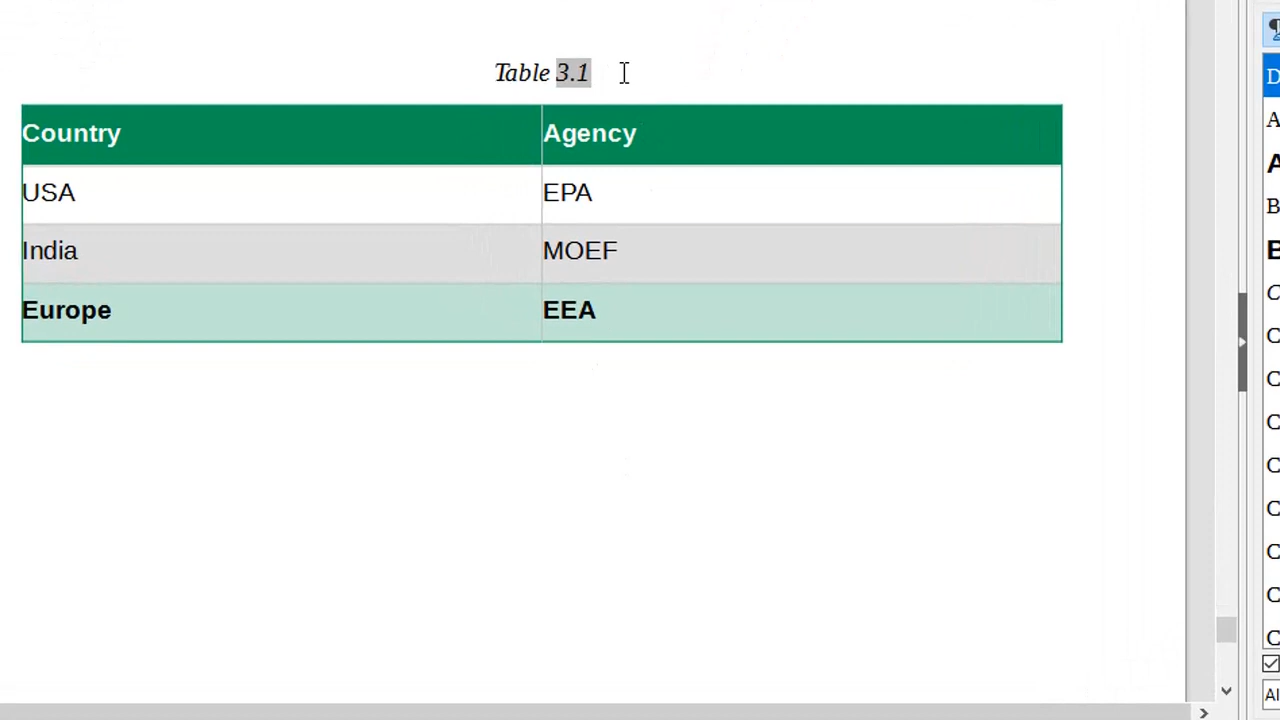 Table 3.1
Country Agency
USA EPA
India MOEF
Europe EEA